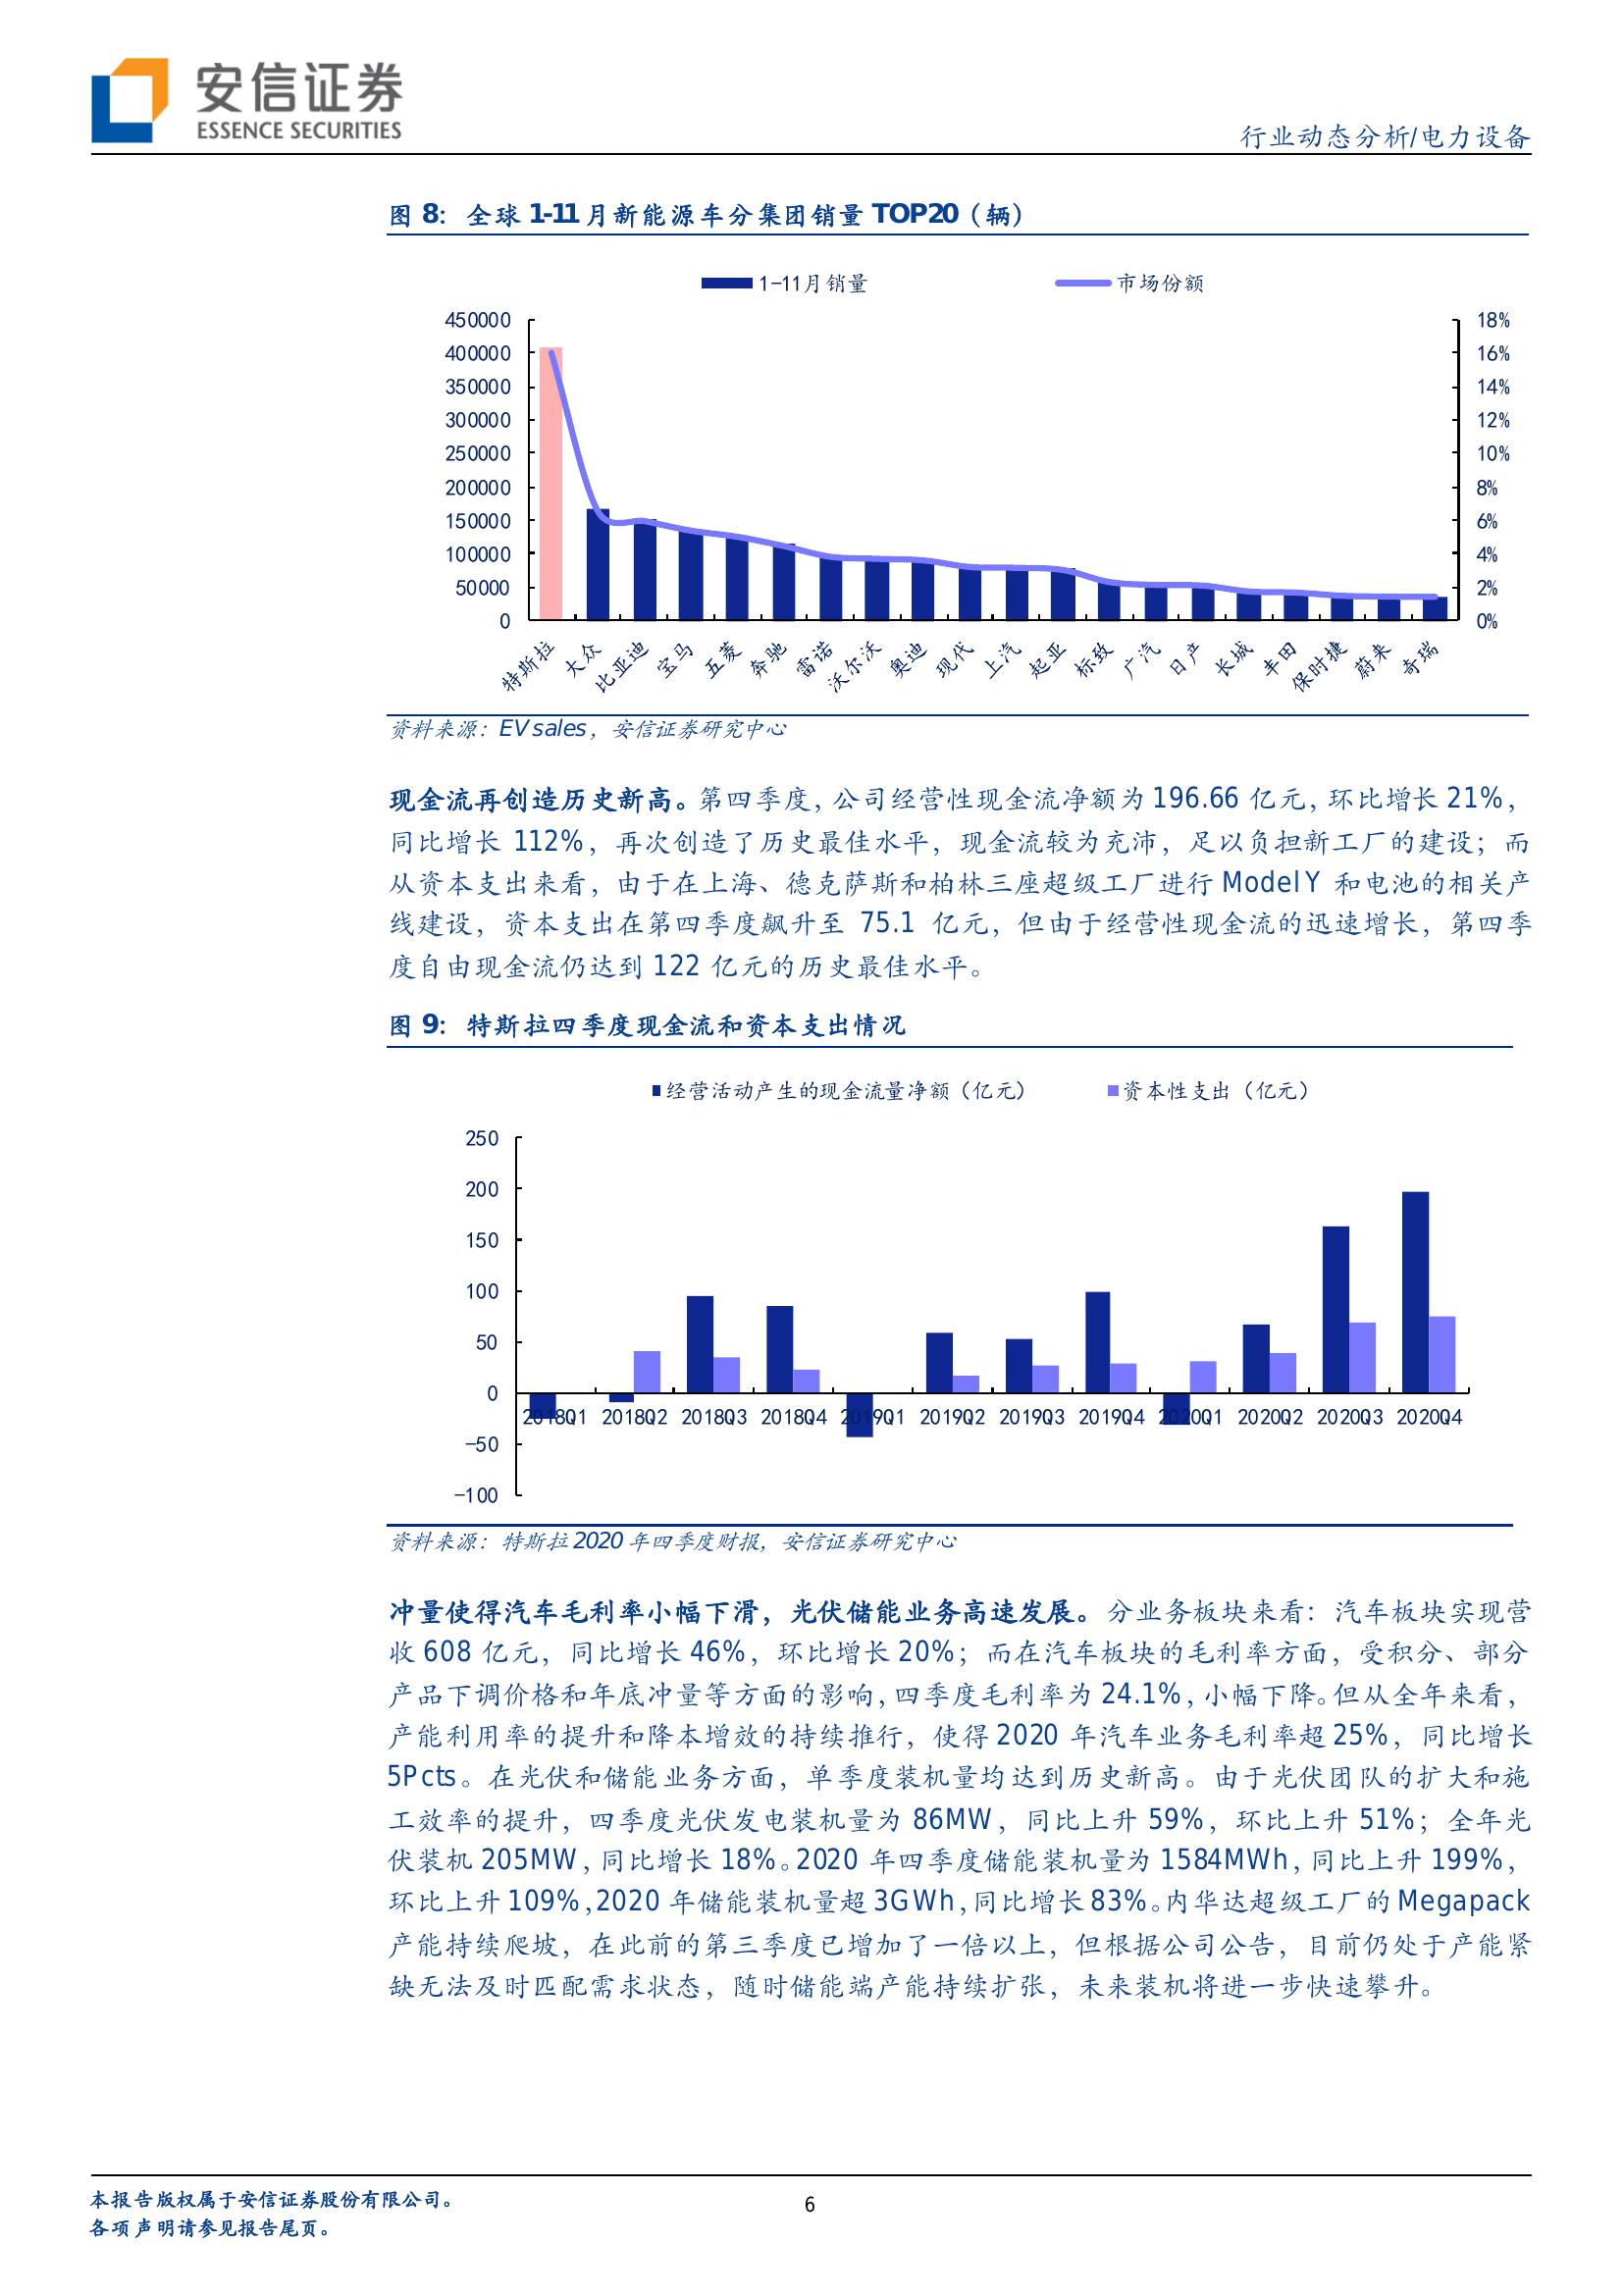 安信证券
ESSENCE SECURITIES
行业动态分析/电力设备
图 8: 全球 1-11 月新能源车分集团销量 TOP20（辆）
1-11月销量
市场份额
450000
400000
350000
300000
250000
200000
150000
100000
50000
0
18%
16%
14%
12%
10%
8%
6%
4%
2%
0%
特斯拉
大众
比亚迪
宝马
五菱
奔驰
雷诺
沃尔沃
奥迪
现代
上汽
起亚
标致
广汽
日产
长城
丰田
保时捷
蔚来
奇瑞
资料来源：EV sales，安信证券研究中心
现金流再创造历史新高。第四季度，公司经营性现金流净额为 196.66 亿元，环比增长 21%，
同比增长 112%，再次创造了历史最佳水平，现金流较为充沛，足以负担新工厂的建设；而
从资本支出来看，由于在上海、德克萨斯和柏林三座超级工厂进行 Model Y 和电池的相关产
线建设，资本支出在第四季度飙升至 75.1 亿元，但由于经营性现金流的迅速增长，第四季
度自由现金流仍达到 122 亿元的历史最佳水平。
图 9: 特斯拉四季度现金流和资本支出情况
经营活动产生的现金流量净额（亿元）
资本性支出（亿元）
250
200
150
100
50
0
-50
-100
2018Q1
2018Q2
2018Q3
2018Q4
2019Q1
2019Q2
2019Q3
2019Q4
2020Q1
2020Q2
2020Q3
2020Q4
资料来源：特斯拉 2020 年四季度财报，安信证券研究中心
冲量使得汽车毛利率小幅下滑，光伏储能业务高速发展。分业务板块来看：汽车板块实现营
收 608 亿元，同比增长 46%，环比增长 20%；而在汽车板块的毛利率方面，受积分、部分
产品下调价格和年底冲量等方面的影响，四季度毛利率为 24.1%，小幅下降。但从全年来看，
产能利用率的提升和降本增效的持续推行，使得 2020 年汽车业务毛利率超 25%，同比增长
5Pcts。在光伏和储能业务方面，单季度装机量均达到历史新高。由于光伏团队的扩大和施
工效率的提升，四季度光伏发电装机量为 86MW，同比上升 59%，环比上升 51%；全年光
伏装机 205MW，同比增长 18%。2020 年四季度储能装机量为 1584MWh，同比上升 199%，
环比上升 109%，2020 年储能装机量超 3GWh，同比增长 83%。内华达超级工厂的 Megapack
产能持续爬坡，在此前的第三季度已增加了一倍以上，但根据公司公告，目前仍处于产能紧
缺无法及时匹配需求状态，随时储能端产能持续扩张，未来装机将进一步快速攀升。
本报告版权属于安信证券股份有限公司。
各项声明请参见报告尾页。
6